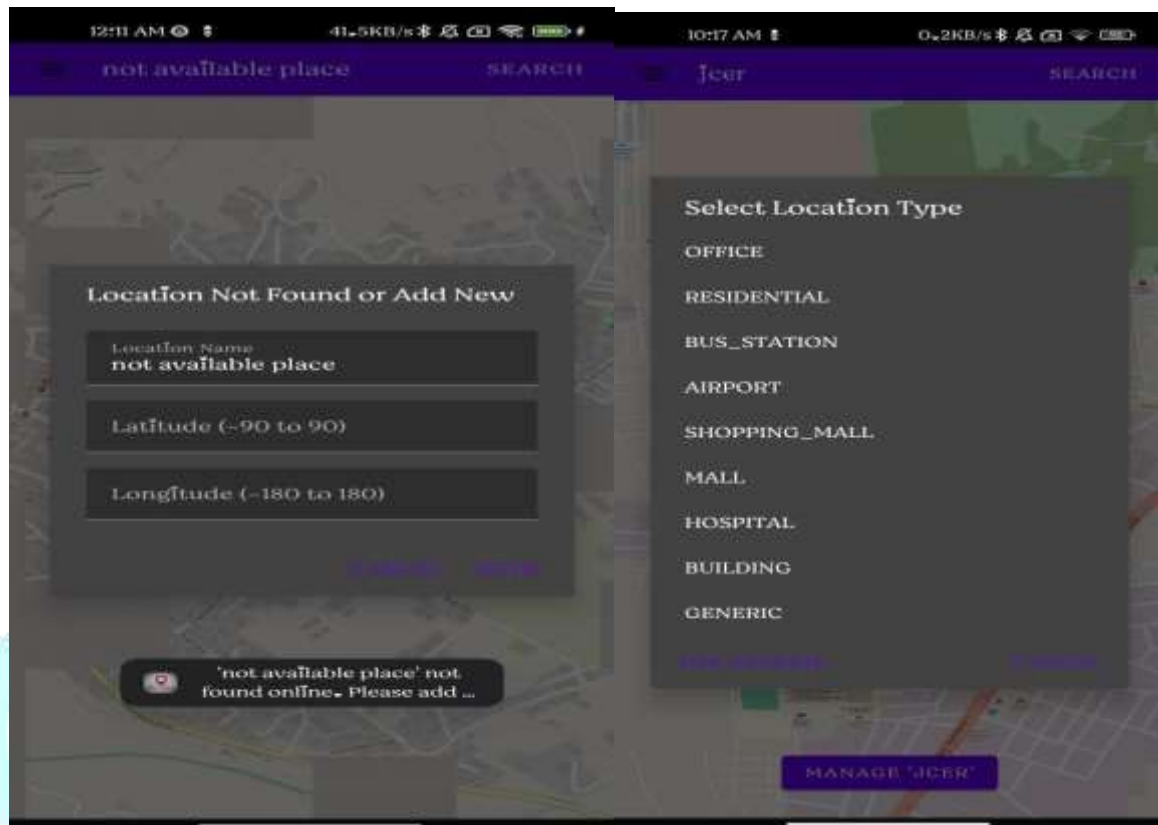 12:11 AM
41.5KB/s
not available place
SEARCH
Location Not Found or Add New
Location Name
not available place
Latitude (-90 to 90)
Longitude (-180 to 180)
'not available place' not
found online. Please add ...
10:17 AM
0.2KB/s
Jcer
SEARCH
Select Location Type
OFFICE
RESIDENTIAL
BUS_STATION
AIRPORT
SHOPPING_MALL
MALL
HOSPITAL
BUILDING
GENERIC
MANAGE 'JCER'